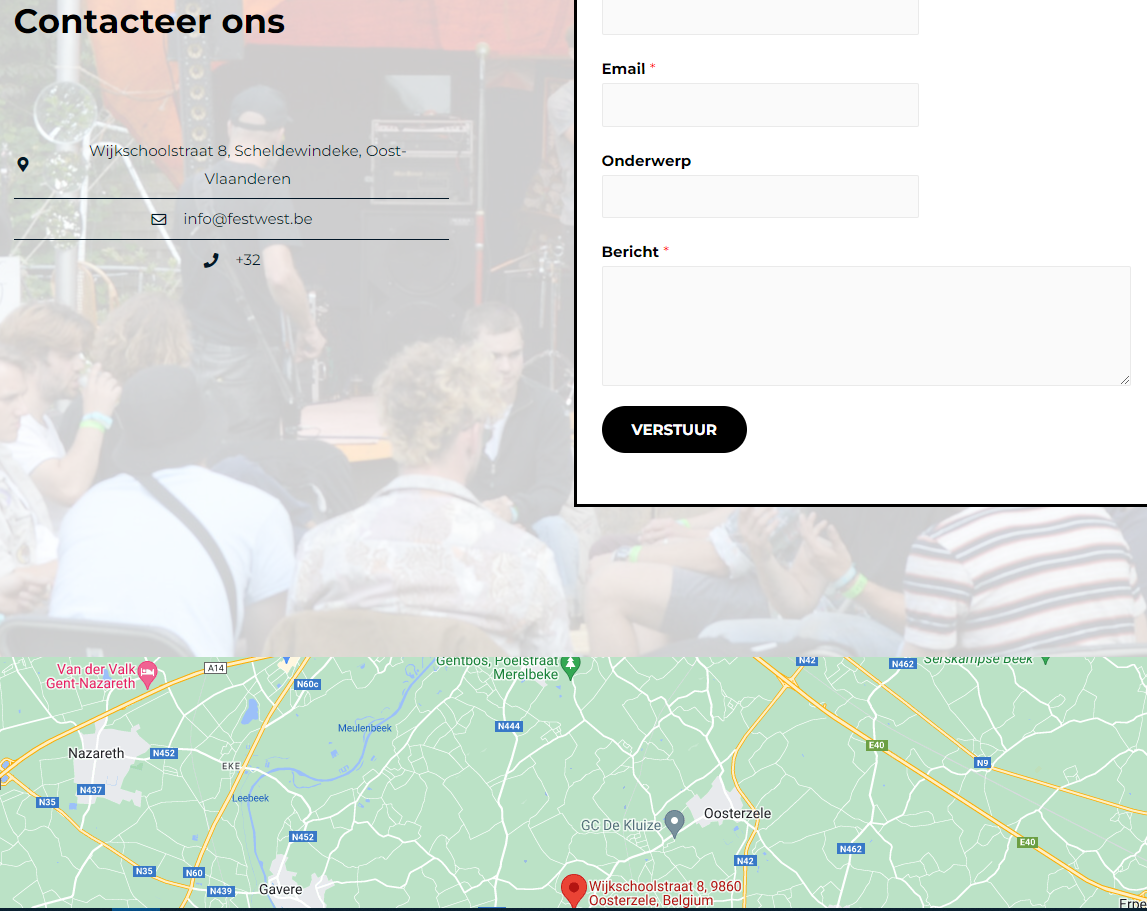 Contacteer ons
Wijkschoolstraat 8, Scheldewindeke, Oost-
Vlaanderen
info@festwest.be
+32
Email *
Onderwerp
Bericht *
VERSTUUR
Van der Valk
Gent-Nazareth
A14
N60c
Gentbos, Poelstraat
Merelbeke
N42
N462
Serskampse Beek
Meulenbeek
N444
Nazareth
N452
EKE
E40
N9
N437
N35
Leebeek
Oosterzele
GC De Kluize
N452
E40
N462
N42
N35
N60
N439
Gavere
Wijkschoolstraat 8, 9860
Oosterzele, Belgium
Erpe